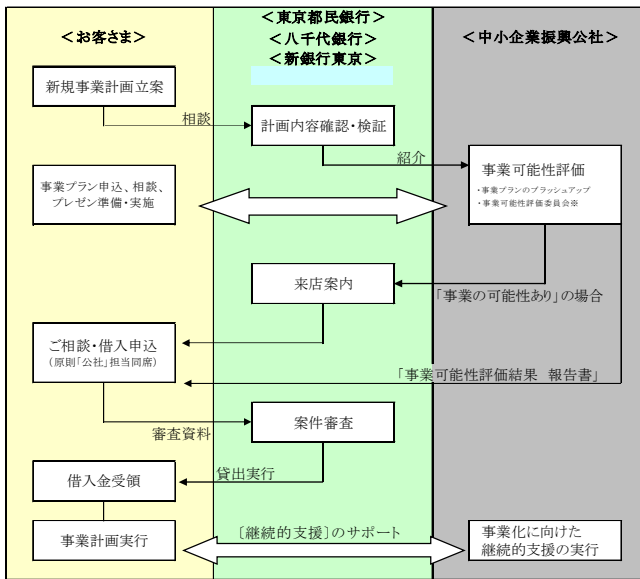 ＜お客さま＞
＜東京都民銀行＞
＜八千代銀行＞
＜新銀行東京＞
＜中小企業振興公社＞
新規事業計画立案
相談
計画内容確認・検証
紹介
事業可能性評価
・事業プランのブラッシュアップ
・事業可能性評価委員会※
事業プラン申込、相談、
プレゼン準備・実施
来店案内
「事業の可能性あり」の場合
ご相談・借入申込
(原則「公社」担当同席)
「事業可能性評価結果 報告書」
案件審査
審査資料
貸出実行
借入金受領
事業計画実行
〔継続的支援〕のサポート
事業化に向けた
継続的支援の実行